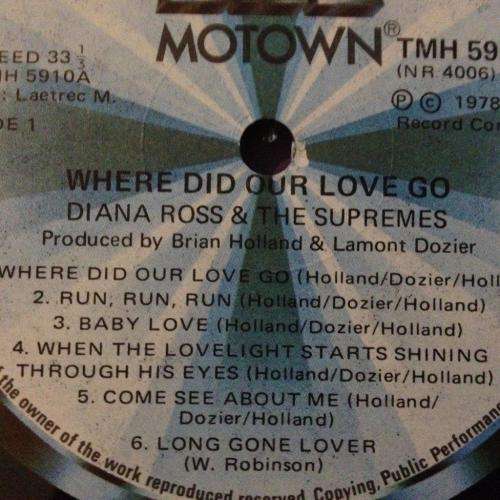 MOTOWN®
EED 33 1/3
TMH 59
H 5910A
(NR 4006)
: Laetrec M.
Ⓟ © 1978
DE 1
Record Co
WHERE DID OUR LOVE GO
DIANA ROSS & THE SUPREMES
Produced by Brian Holland & Lamont Dozier
WHERE DID OUR LOVE GO (Holland/Dozier/Holl
2. RUN, RUN, RUN (Holland/Dozier/Holland)
3. BABY LOVE (Holland/Dozier/Holland)
4. WHEN THE LOVELIGHT STARTS SHINING
THROUGH HIS EYES (Holland/Dozier/Holland)
5. COME SEE ABOUT ME (Holland/
Dozier/Holland)
6. LONG GONE LOVER
(W. Robinson)
the owner of the work reproduced reserved. Copying, Public Performan